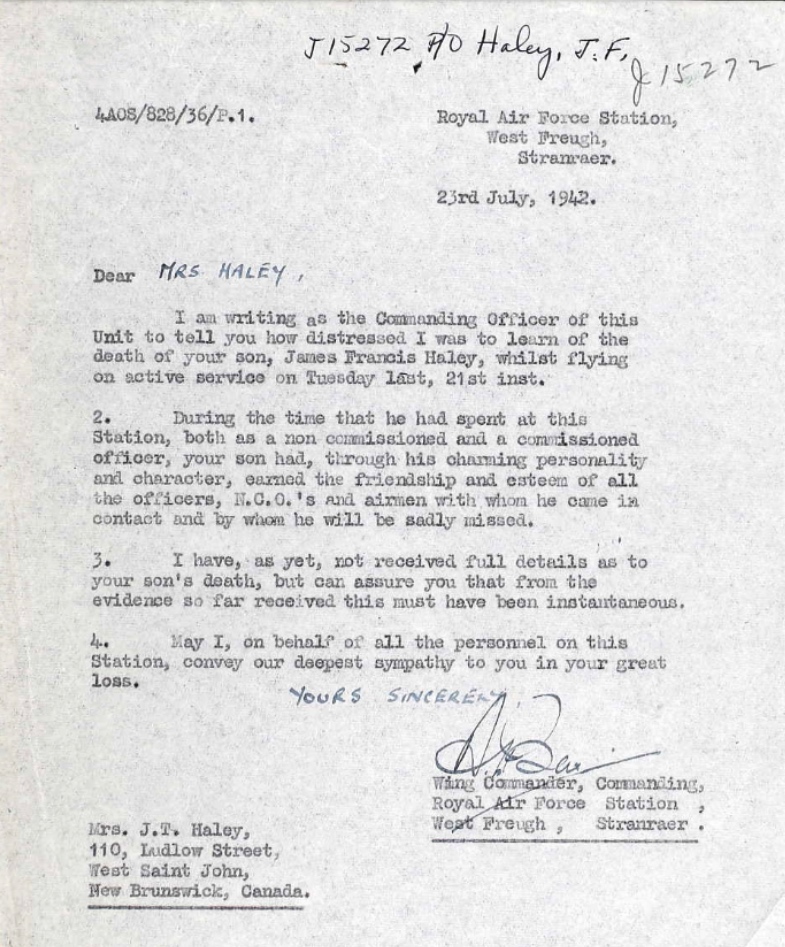 J15272 P/O Haley, J.F.
J15272
4AOS/828/36/P.1.
Royal Air Force Station,
West Freugh,
Stranraer.
23rd July, 1942.
Dear MRS HALEY,
I am writing as the Commanding Officer of this
Unit to tell you how distressed I was to learn of the
death of your son, James Francis Haley, whilst flying
on active service on Tuesday last, 21st inst.
2. During the time that he had spent at this
Station, both as a non commissioned and a commissioned
officer, your son had, through his charming personality
and character, earned the friendship and esteem of all
the officers, N.C.O.'s and airmen with whom he came in
contact and by whom he will be sadly missed.
3. I have, as yet, not received full details as to
your son's death, but can assure you that from the
evidence so far received this must have been instantaneous.
4. May I, on behalf of all the personnel on this
Station, convey our deepest sympathy to you in your great
loss.
YOURS SINCERELY
Wing Commander, Commanding,
Royal Air Force Station ,
West Freugh , Stranraer .
Mrs. J.T. Haley,
110, Ludlow Street,
West Saint John,
New Brunswick, Canada.